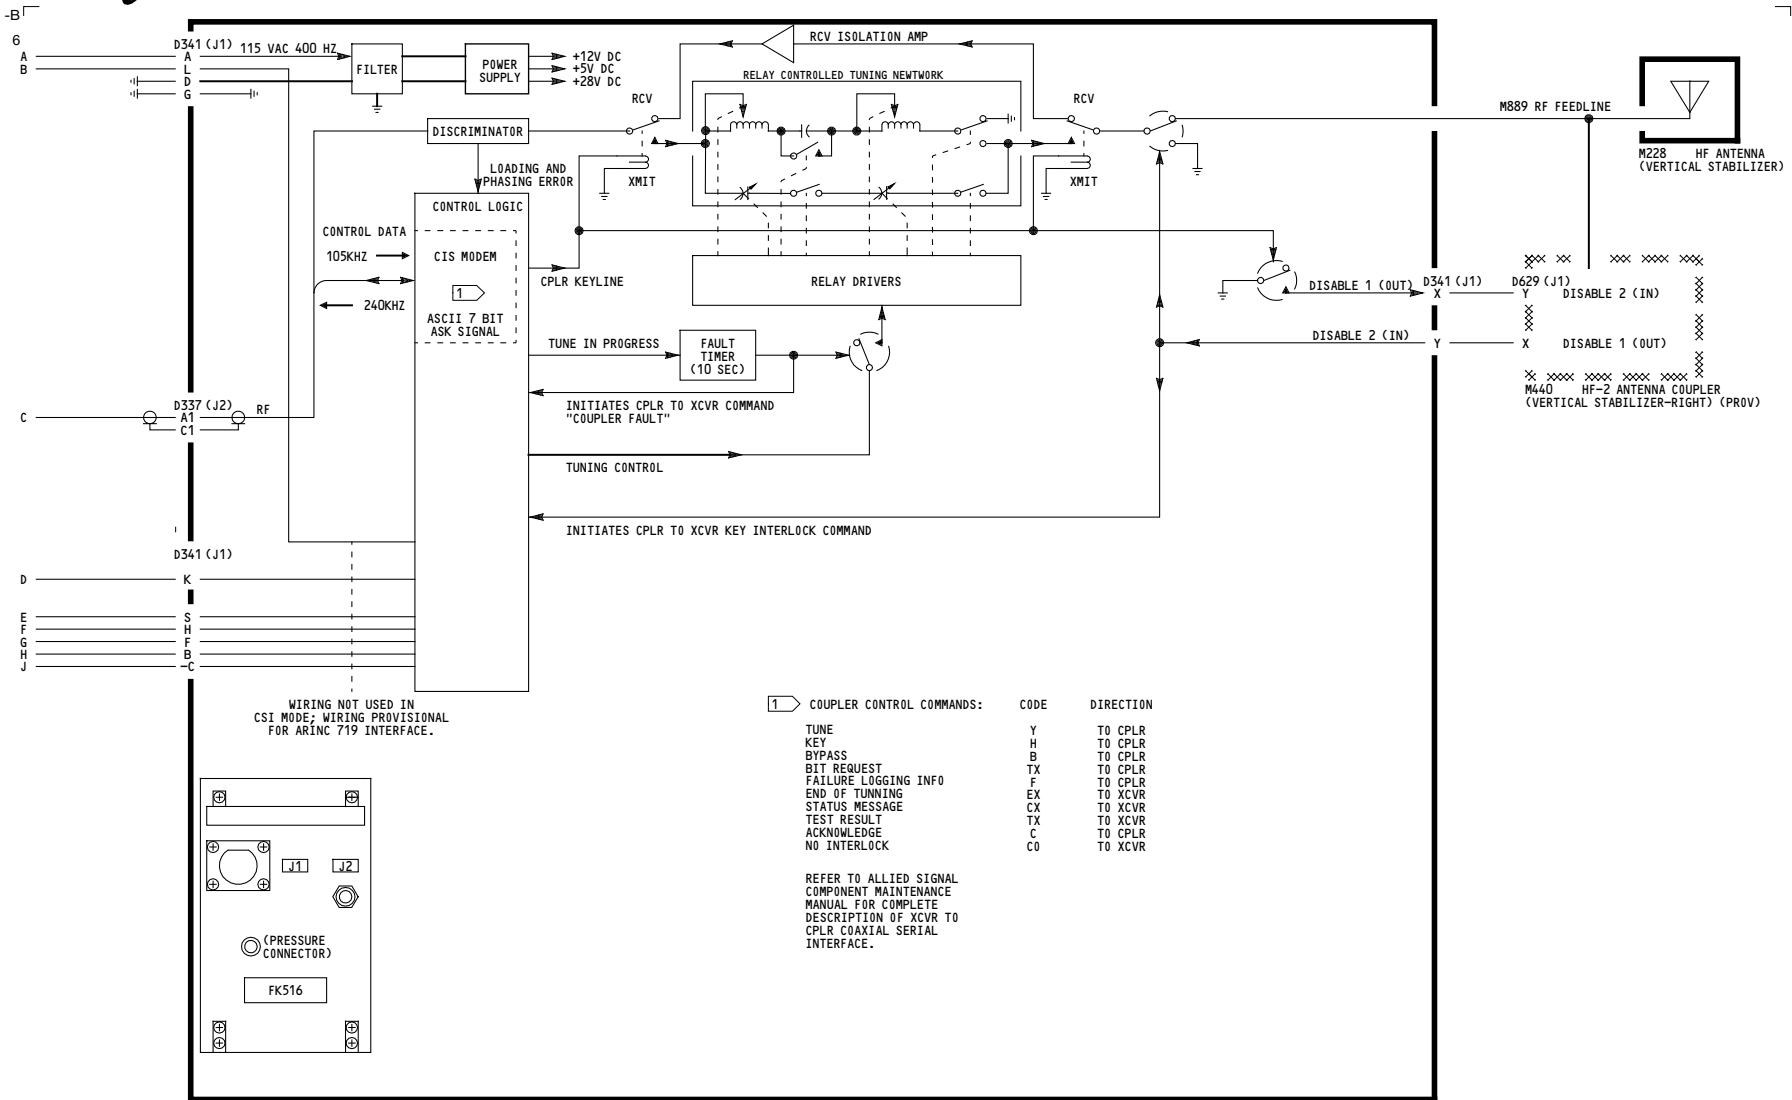 -B
6
A
B
D341 (J1)
A
L
D
G
115 VAC 400 HZ
FILTER
POWER
SUPPLY
+12V DC
+5V DC
+28V DC
RCV ISOLATION AMP
RELAY CONTROLLED TUNING NEWTWORK
RCV
RCV
DISCRIMINATOR
LOADING AND
PHASING ERROR
XMIT
XMIT
M889 RF FEEDLINE
M228 HF ANTENNA
(VERTICAL STABILIZER)
CONTROL LOGIC
CONTROL DATA
105KHZ
240KHZ
CIS MODEM
1
ASCII 7 BIT
ASK SIGNAL
CPLR KEYLINE
RELAY DRIVERS
DISABLE 1 (OUT)
D341 (J1)
X
D629 (J1)
Y
DISABLE 2 (IN)
TUNE IN PROGRESS
FAULT
TIMER
(10 SEC)
DISABLE 2 (IN)
Y
X
DISABLE 1 (OUT)
INITIATES CPLR TO XCVR COMMAND
"COUPLER FAULT"
M440 HF-2 ANTENNA COUPLER
(VERTICAL STABILIZER-RIGHT) (PROV)
C
D337 (J2)
A1
C1
RF
TUNING CONTROL
INITIATES CPLR TO XCVR KEY INTERLOCK COMMAND
D341 (J1)
D
K
E
S
F
H
G
F
H
B
J
-C
WIRING NOT USED IN
CSI MODE; WIRING PROVISIONAL
FOR ARINC 719 INTERFACE.
1 COUPLER CONTROL COMMANDS: CODE DIRECTION
TUNE Y TO CPLR
KEY H TO CPLR
BYPASS B TO CPLR
BIT REQUEST TX TO CPLR
FAILURE LOGGING INFO F TO CPLR
END OF TUNNING EX TO XCVR
STATUS MESSAGE CX TO XCVR
TEST RESULT TX TO XCVR
ACKNOWLEDGE C TO CPLR
NO INTERLOCK CO TO XCVR
REFER TO ALLIED SIGNAL
COMPONENT MAINTENANCE
MANUAL FOR COMPLETE
DESCRIPTION OF XCVR TO
CPLR COAXIAL SERIAL
INTERFACE.
J1
J2
(PRESSURE
CONNECTOR)
FK516